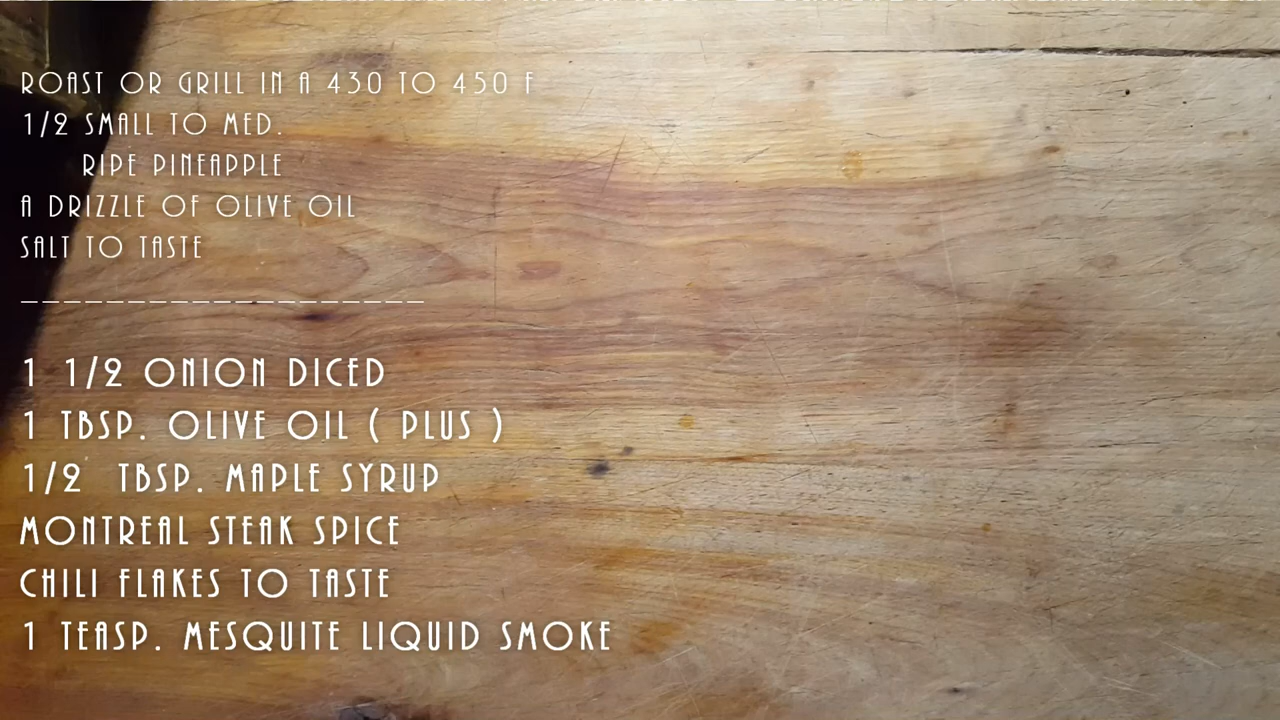 ROAST OR GRILL IN A 430 TO 450 F
1/2 SMALL TO MED.
RIPE PINEAPPLE
A DRIZZLE OF OLIVE OIL
SALT TO TASTE
___________________
1 1/2 ONION DICED
1 TBSP. OLIVE OIL ( PLUS )
1/2 TBSP. MAPLE SYRUP
MONTREAL STEAK SPICE
CHILI FLAKES TO TASTE
1 TEASP. MESQUITE LIQUID SMOKE